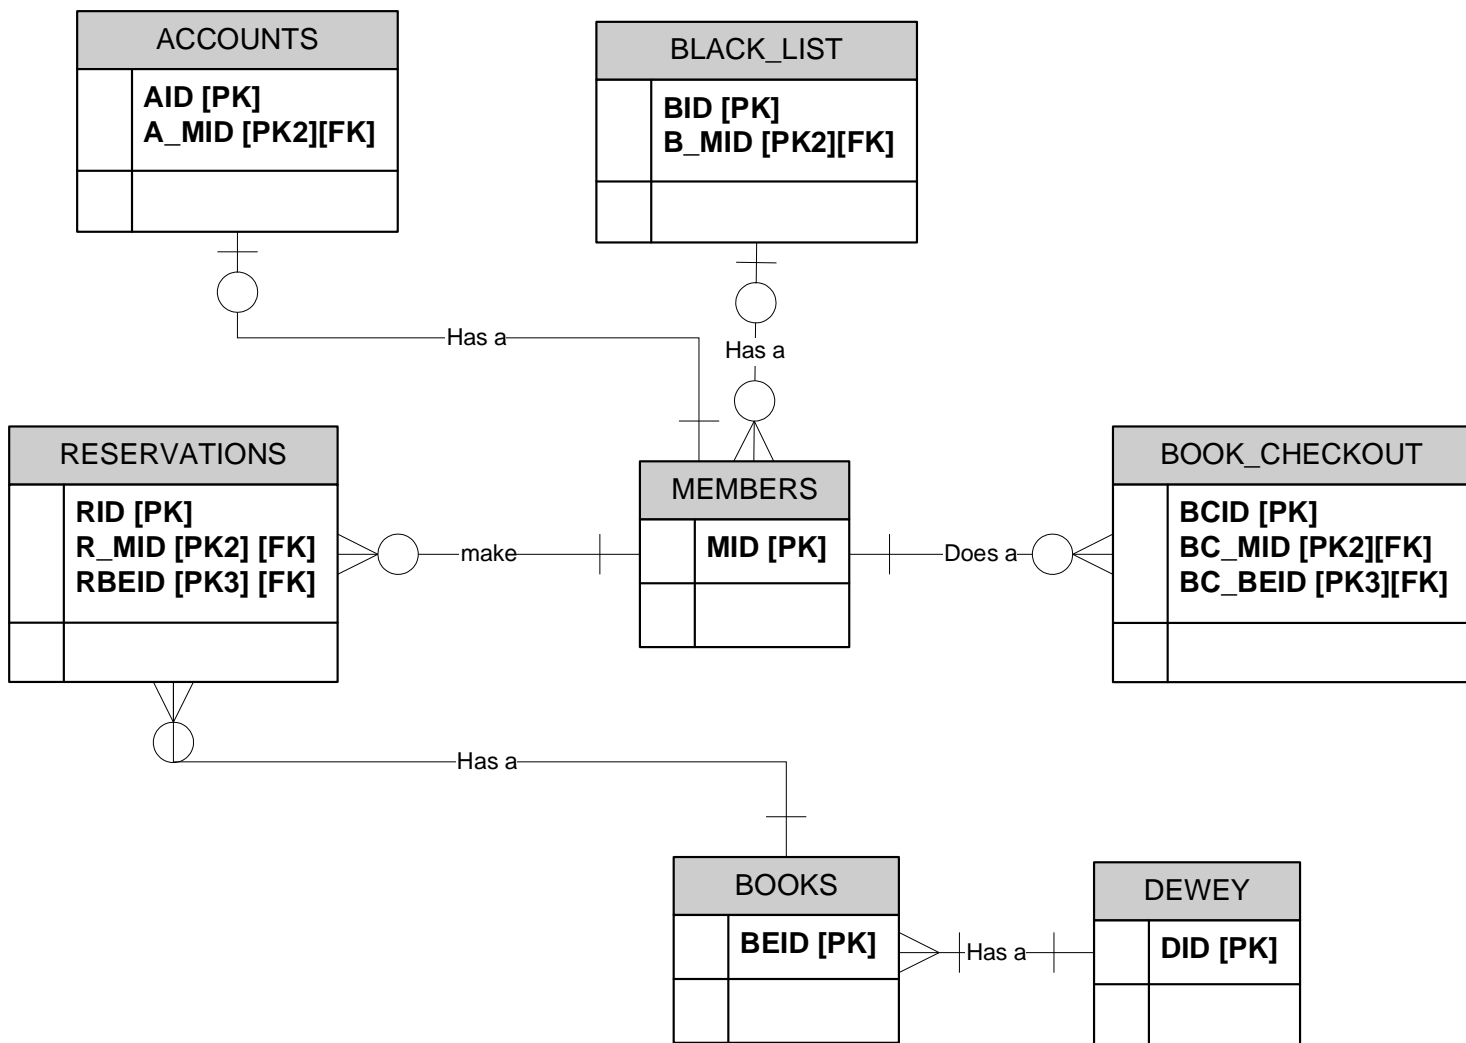 ACCOUNTS
AID [PK]
A_MID [PK2][FK]
BLACK_LIST
BID [PK]
B_MID [PK2][FK]
Has a
Has a
RESERVATIONS
RID [PK]
R_MID [PK2] [FK]
RBEID [PK3] [FK]
make
MEMBERS
MID [PK]
Does a
BOOK_CHECKOUT
BCID [PK]
BC_MID [PK2][FK]
BC_BEID [PK3][FK]
Has a
BOOKS
BEID [PK]
Has a
DEWEY
DID [PK]